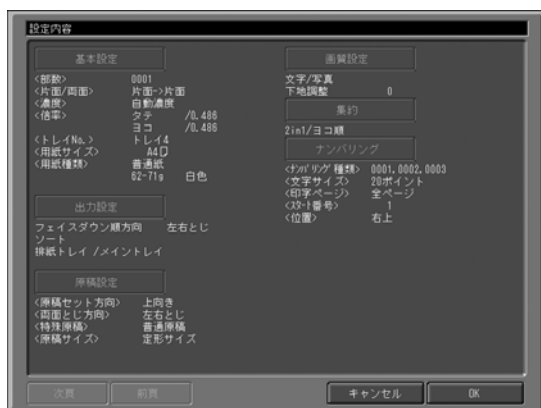 設定内容
基本設定
<部数> 0001
<片面/両面> 片面->片面
<濃度> 自動濃度
<倍率> タテ /0.486
ヨコ /0.486
<トレイNo.> トレイ4
<用紙サイズ> A4
<用紙種類> 普通紙
62-71g 白色
出力設定
フェイスダウン順方向 左右とじ
ソート
排紙トレイ /メイントレイ
原稿設定
<原稿セット方向> 上向き
<両面とじ方向> 左右とじ
<特殊原稿> 普通原稿
<原稿サイズ> 定形サイズ
画質設定
文字/写真
下地調整 0
集約
2in1/ヨコ順
ナンバリング
<ナンバリング種類> 0001,0002,0003
<文字サイズ> 20ポイント
<印字ページ> 全ページ
<スタート番号> 1
<位置> 右上
次頁 前頁 キャンセル OK